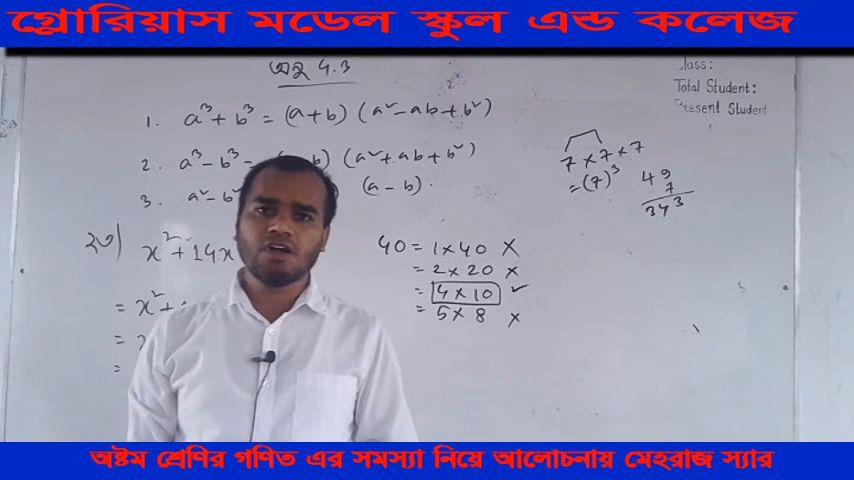 গ্লোরিয়াস মডেল স্কুল এন্ড কলেজ
অনু 4.3
Class:
Total Student:
Present Student
1. a³ + b³ = (a+b) (a² - ab + b²)
2. a³ - b³ = b) (a² + ab + b²)
3. a² - b² (a - b)
7 × 7 × 7
= (7)³
49
7
343
২৩) x² + 14x
= x² +
=
=
40 = 1 × 40 ×
= 2 × 20 ×
= 4 × 10 ✓
= 5 × 8 ×
অষ্টম শ্রেণির গণিত এর সমস্যা নিয়ে আলোচনায় মেহরাজ স্যার